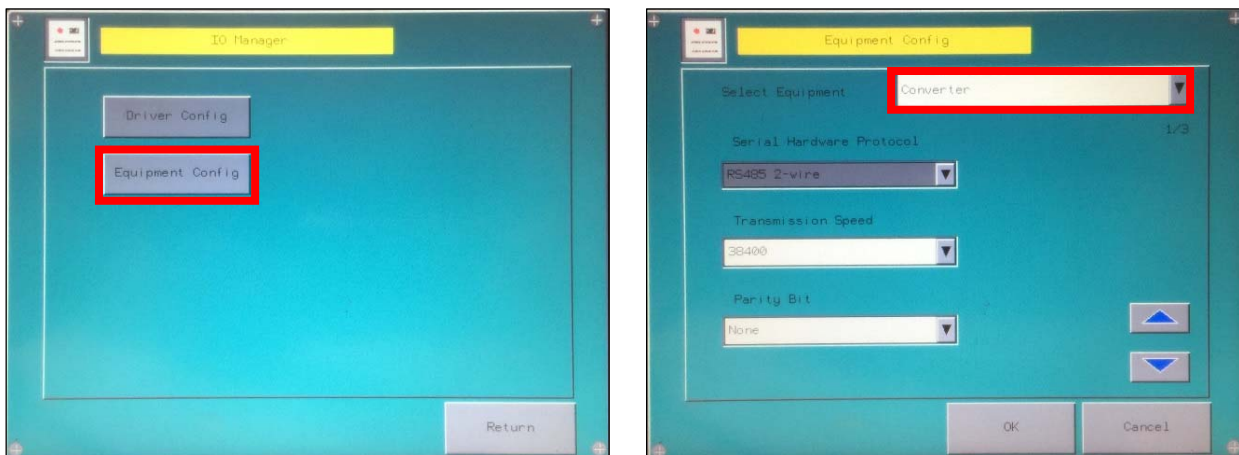 IO Manager
Driver Config
Equipment Config
Return
Equipment Config
Select Equipment
Converter
1/3
Serial Hardware Protocol
RS485 2-wire
Transmission Speed
38400
Parity Bit
None
OK
Cancel